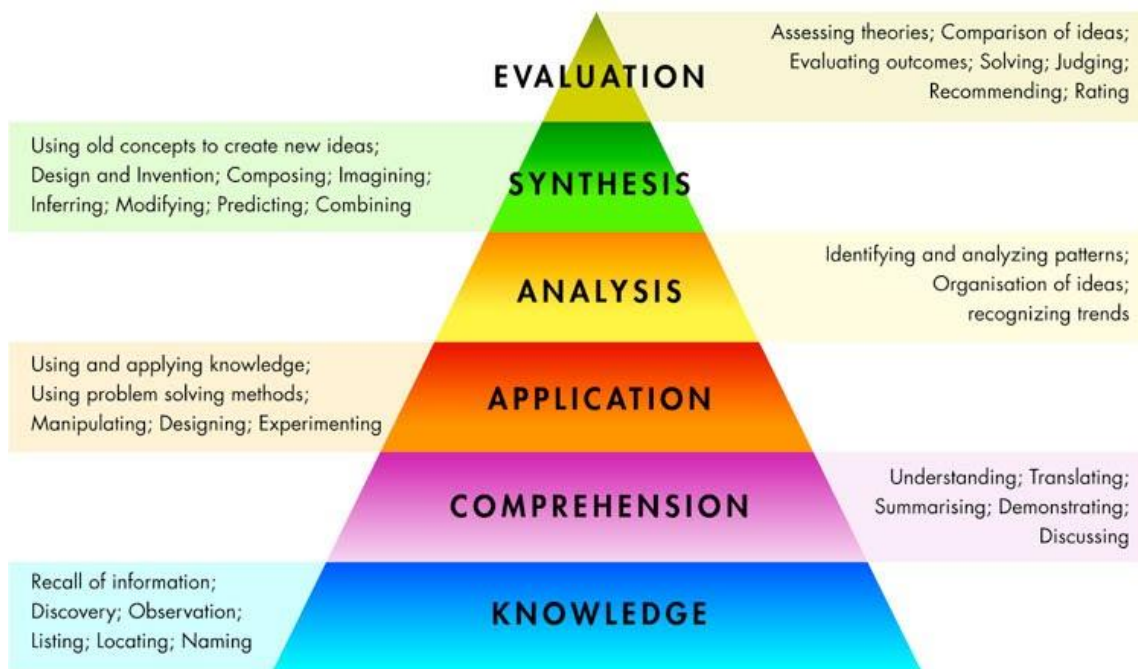 EVALUATION
Assessing theories; Comparison of ideas;
Evaluating outcomes; Solving; Judging;
Recommending; Rating
Using old concepts to create new ideas;
Design and Invention; Composing; Imagining;
Inferring; Modifying; Predicting; Combining
SYNTHESIS
ANALYSIS
Identifying and analyzing patterns;
Organisation of ideas;
recognizing trends
Using and applying knowledge;
Using problem solving methods;
Manipulating; Designing; Experimenting
APPLICATION
COMPREHENSION
Understanding; Translating;
Summarising; Demonstrating;
Discussing
Recall of information;
Discovery; Observation;
Listing; Locating; Naming
KNOWLEDGE